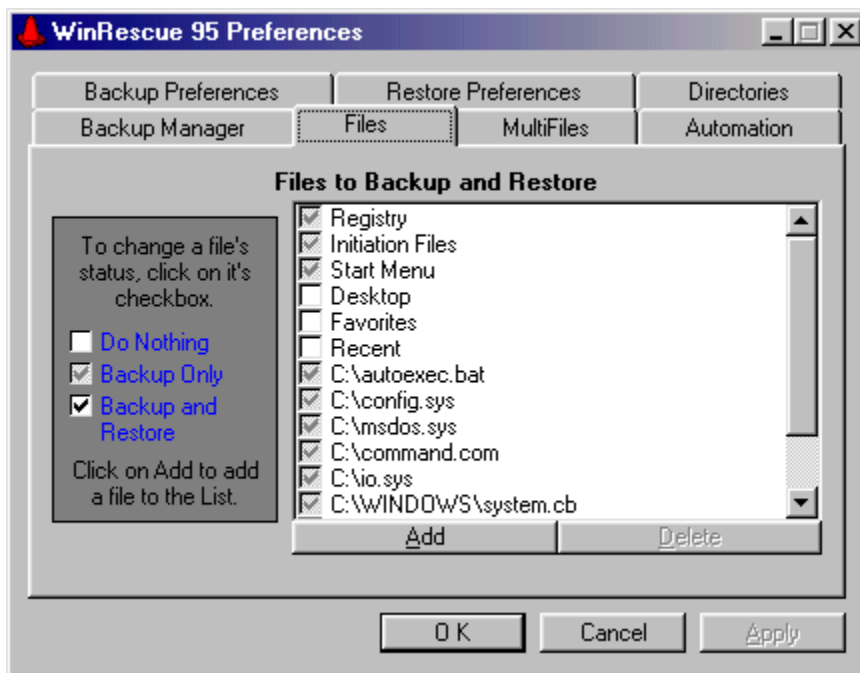 WinRescue 95 Preferences
Backup Preferences
Restore Preferences
Directories
Backup Manager
Files
MultiFiles
Automation
Files to Backup and Restore
To change a file's
status, click on it's
checkbox.
Do Nothing
Backup Only
Backup and
Restore
Click on Add to add
a file to the List.
Registry
Initiation Files
Start Menu
Desktop
Favorites
Recent
C:\autoexec.bat
C:\config.sys
C:\msdos.sys
C:\command.com
C:\io.sys
C:\WINDOWS\system.cb
Add
Delete
O K
Cancel
Apply